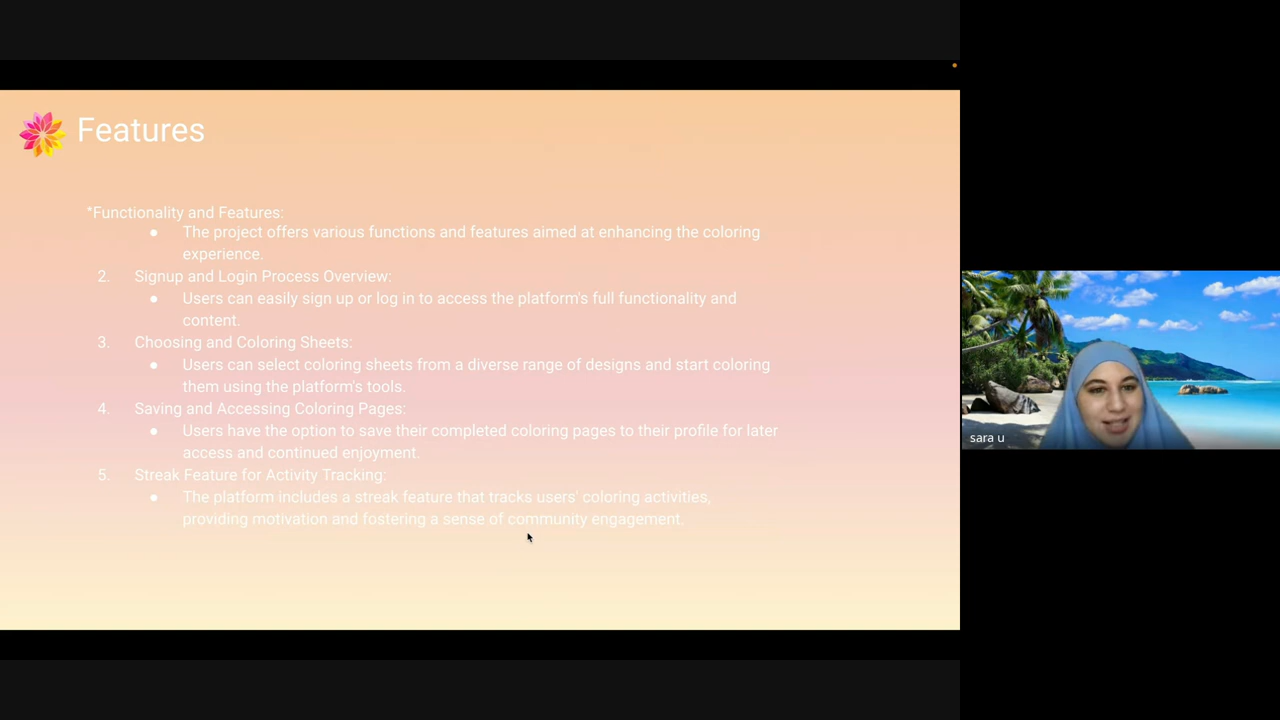 Features
*Functionality and Features:
● The project offers various functions and features aimed at enhancing the coloring
experience.
2. Signup and Login Process Overview:
● Users can easily sign up or log in to access the platform's full functionality and
content.
3. Choosing and Coloring Sheets:
● Users can select coloring sheets from a diverse range of designs and start coloring
them using the platform's tools.
4. Saving and Accessing Coloring Pages:
● Users have the option to save their completed coloring pages to their profile for later
access and continued enjoyment.
5. Streak Feature for Activity Tracking:
● The platform includes a streak feature that tracks users' coloring activities,
providing motivation and fostering a sense of community engagement.
sara u